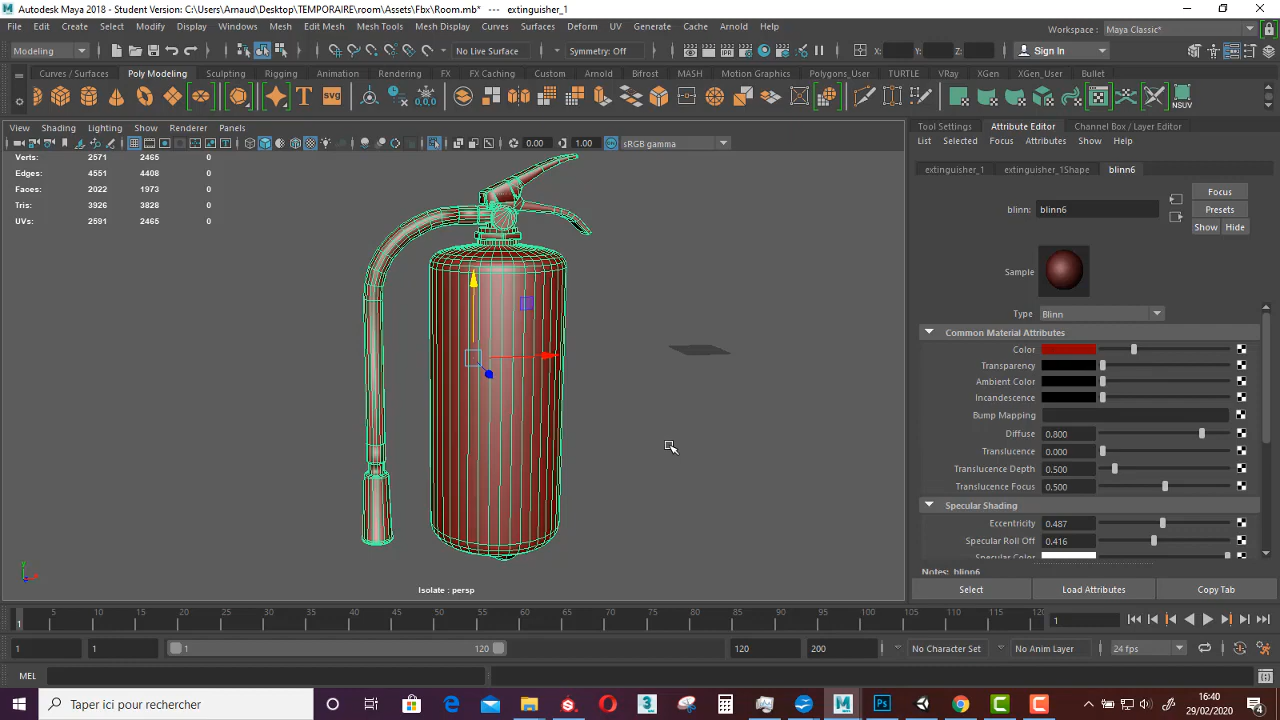 Autodesk Maya 2018 - Student Version: C:\Users\Arnaud\Desktop\TEMPORAIRE\room\Assets\Fbx\Room.mb* --- extinguisher_1
File Edit Create Select Modify Display Windows Mesh Edit Mesh Mesh Tools Mesh Display Curves Surfaces Deform UV Generate Cache Arnold Help
Workspace : Maya Classic*
Modeling No Live Surface Symmetry: Off X: Y: Z: Sign In
Curves / Surfaces Poly Modeling Sculpting Rigging Animation Rendering FX FX Caching Custom Arnold Bifrost MASH Motion Graphics Polygons_User TURTLE VRay XGen XGen_User Bullet
T svg 0,0,0 NSUV
View Shading Lighting Show Renderer Panels
0.00 1.00 sRGB gamma
Verts: 2571 2465 0
Edges: 4551 4408 0
Faces: 2022 1973 0
Tris: 3926 3828 0
UVs: 2591 2465 0
Isolate : persp
Tool Settings Attribute Editor Channel Box / Layer Editor
List Selected Focus Attributes Show Help
extinguisher_1 extinguisher_1Shape blinn6
blinn: blinn6
Focus
Presets
Show Hide
Sample
Type Blinn
Common Material Attributes
Color
Transparency
Ambient Color
Incandescence
Bump Mapping
Diffuse 0.800
Translucence 0.000
Translucence Depth 0.500
Translucence Focus 0.500
Specular Shading
Eccentricity 0.487
Specular Roll Off 0.416
Specular Color
Notes: blinn6
Select Load Attributes Copy Tab
5 10 15 20 25 30 35 40 45 50 55 60 65 70 75 80 85 90 95 100 105 110 115 120
1 1
1 1 1 120 120 200 No Character Set No Anim Layer 24 fps
MEL
Taper ici pour rechercher
16:40
29/02/2020